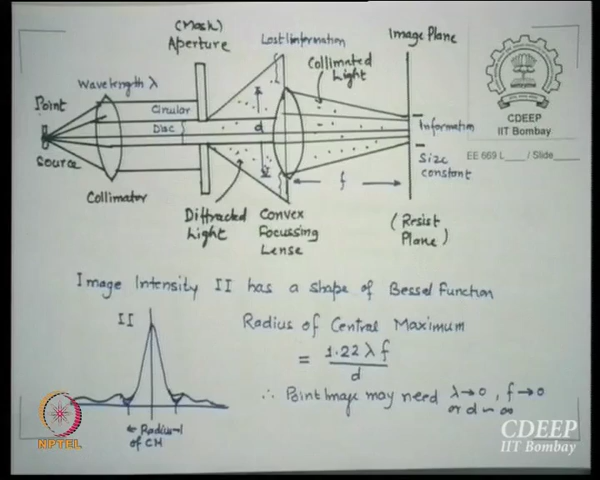 (Mask)
Aperture
Lost Information
Image Plane
Collimated
Light
Wavelength λ
Point
Source
Circular
Disc
d
Information
Size
constant
f
Collimator
Diffracted
Light
Convex
Focussing
Lense
(Resist
Plane)
CDEEP
IIT Bombay
EE 669 L____ / Slide____
Image Intensity II has a shape of Bessel Function
II
Radius of Central Maximum
= 1.22 λ f
d
∴ Point Image may need λ→0, f→0
or d ~ ∞
Radius
of CM
NPTEL
CDEEP
IIT Bombay